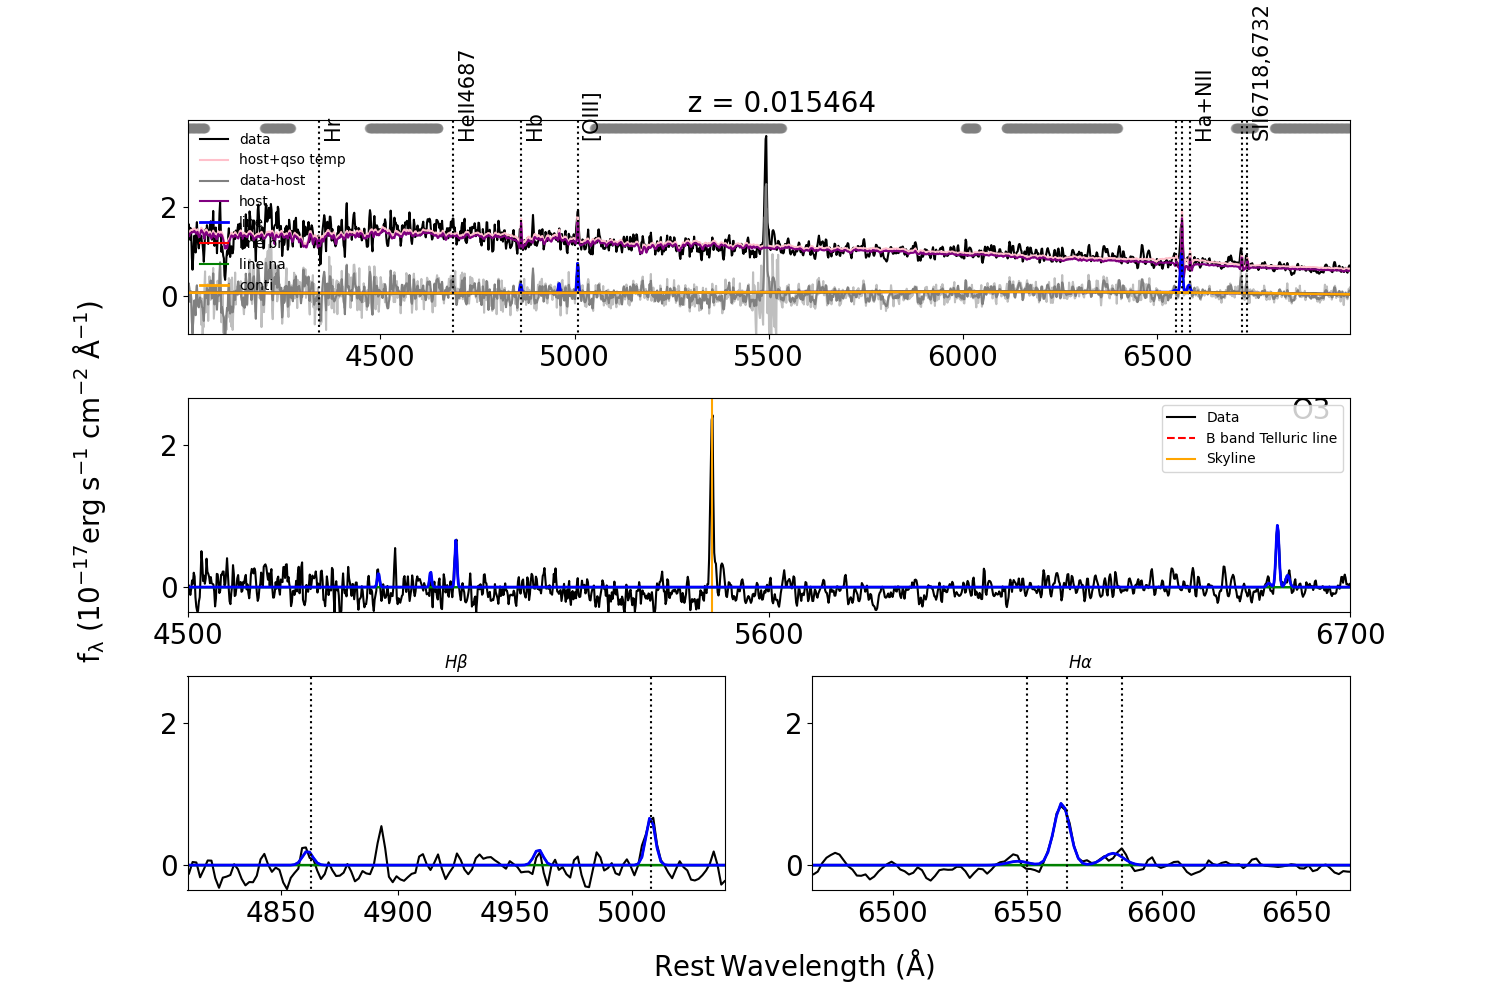 z = 0.015464
Hr
HeII4687
Hb
[OIII]
Ha+NII
SII6718,6732
data
host+qso temp
data-host
host
line
line br
line na
conti
2
0
4500 5000 5500 6000 6500
fλ (10⁻¹⁷erg s⁻¹ cm⁻² Å⁻¹)
O3
Data
B band Telluric line
Skyline
2
0
4500 5600 6700
Hβ
2
0
4850 4900 4950 5000
Hα
2
0
6500 6550 6600 6650
Rest Wavelength (Å)